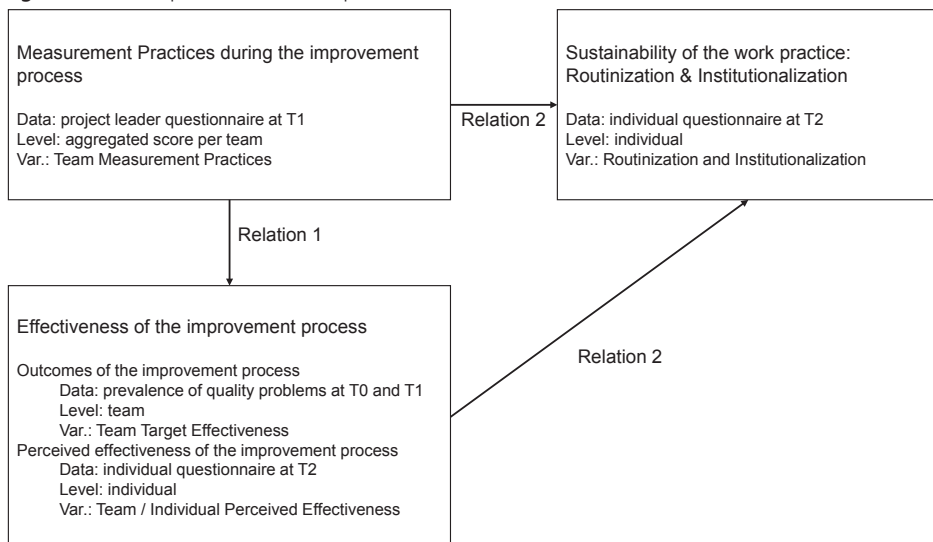 Measurement Practices during the improvement
process
Data: project leader questionnaire at T1
Level: aggregated score per team
Var.: Team Measurement Practices
Relation 2
Sustainability of the work practice:
Routinization & Institutionalization
Data: individual questionnaire at T2
Level: individual
Var.: Routinization and Institutionalization
Relation 1
Effectiveness of the improvement process
Outcomes of the improvement process
Data: prevalence of quality problems at T0 and T1
Level: team
Var.: Team Target Effectiveness
Perceived effectiveness of the improvement process
Data: individual questionnaire at T2
Level: individual
Var.: Team / Individual Perceived Effectiveness
Relation 2